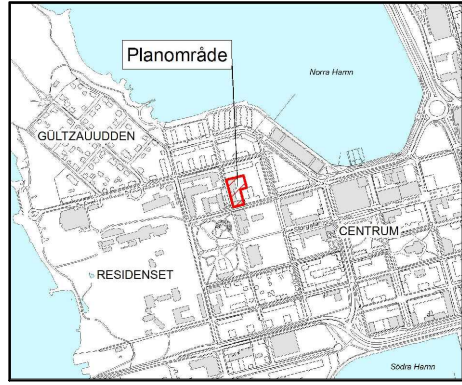 Planområde
Norra Hamn
GÜLTZAUUDDEN
CENTRUM
RESIDENSET
Södra Hamn